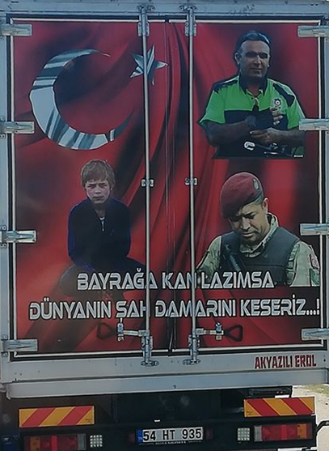 BAYRAĞA KAN LAZIMSA
DÜNYANIN ŞAH DAMARINI KESERİZ...!
AKYAZILI EROL
54 HT 935